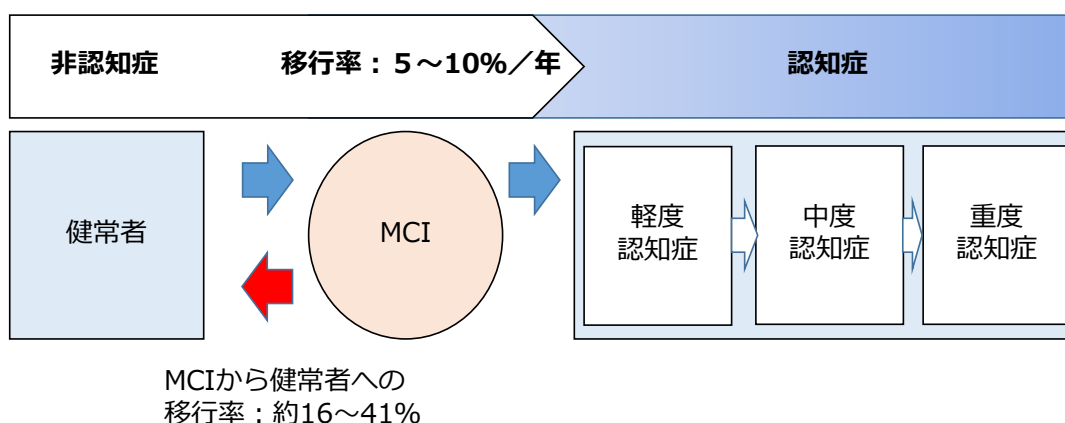 非認知症
移行率：５～10%／年
認知症
健常者
MCI
軽度
認知症
中度
認知症
重度
認知症
MCIから健常者への
移行率：約16～41%